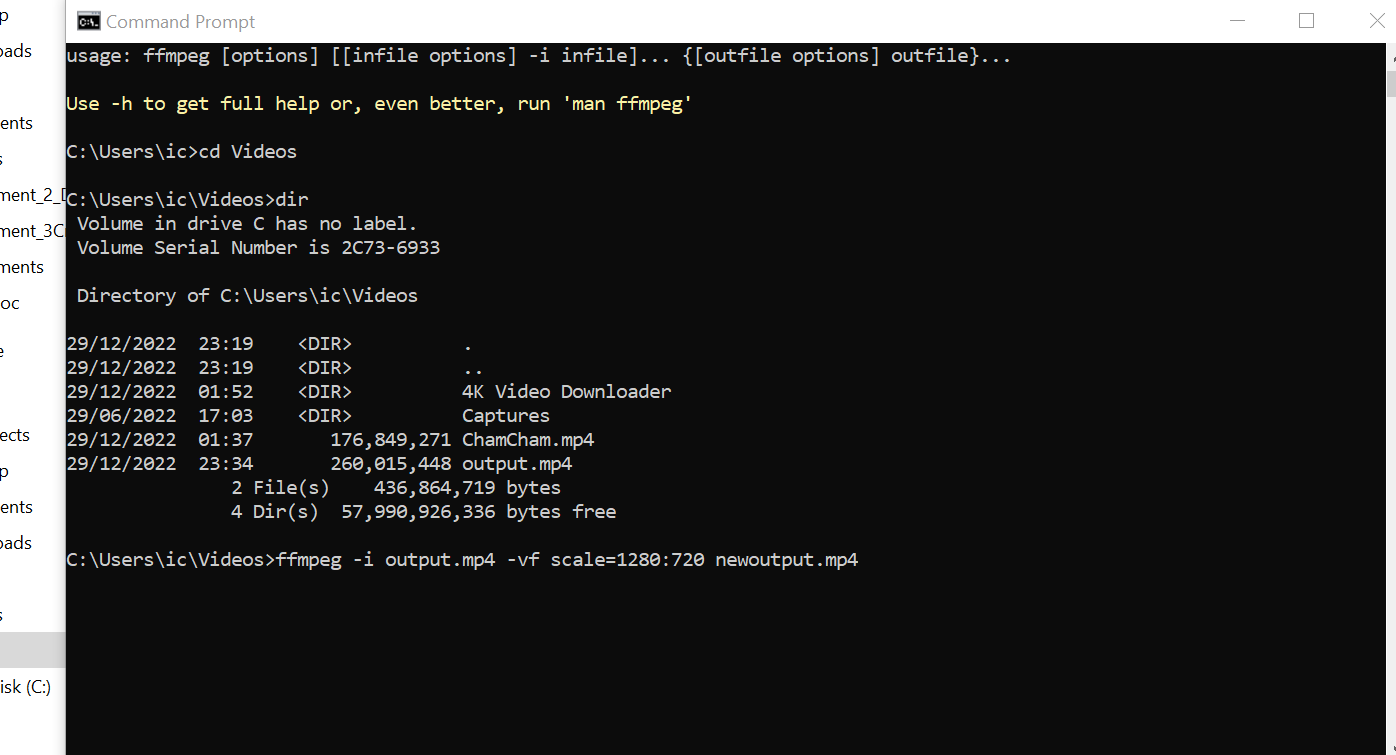 Command Prompt
usage: ffmpeg [options] [[infile options] -i infile]... {[outfile options] outfile}...
Use -h to get full help or, even better, run 'man ffmpeg'
C:\Users\ic>cd Videos
C:\Users\ic\Videos>dir
Volume in drive C has no label.
Volume Serial Number is 2C73-6933
Directory of C:\Users\ic\Videos
29/12/2022  23:19    <DIR>          .
29/12/2022  23:19    <DIR>          ..
29/12/2022  01:52    <DIR>          4K Video Downloader
29/06/2022  17:03    <DIR>          Captures
29/12/2022  01:37       176,849,271 ChamCham.mp4
29/12/2022  23:34       260,015,448 output.mp4
2 File(s)    436,864,719 bytes
4 Dir(s)  57,990,926,336 bytes free
C:\Users\ic\Videos>ffmpeg -i output.mp4 -vf scale=1280:720 newoutput.mp4
p
oads
ents
s
ment_2_D
ment_3C
ments
oc
e
ects
p
ents
oads
s
isk (C:)